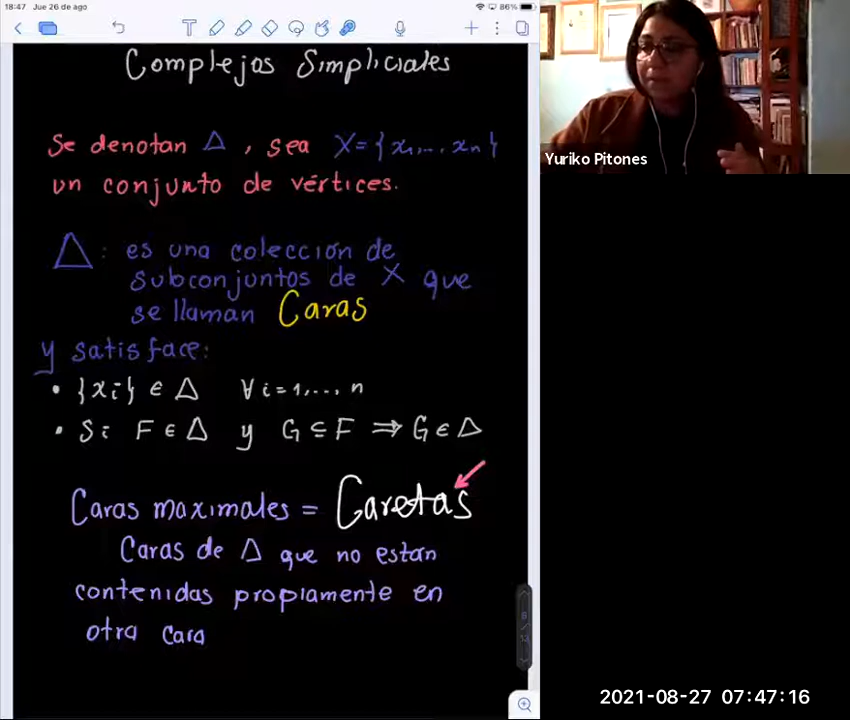 18:47 Jue 26 de ago
86%
Complejos Simpliciales
Se denotan Δ, sea X={x₁,..., xₙ}
un conjunto de vértices.
Δ: es una colección de
subconjuntos de X que
se llaman Caras
y satisface:
• {xi} ∈ Δ ∀i=1,..., n
• Si F∈Δ y G⊆F ⇒ G∈Δ
Caras maximales = Caretas
Caras de Δ que no estan
contenidas propiamente en
otra cara
Yuriko Pitones
2021-08-27 07:47:16